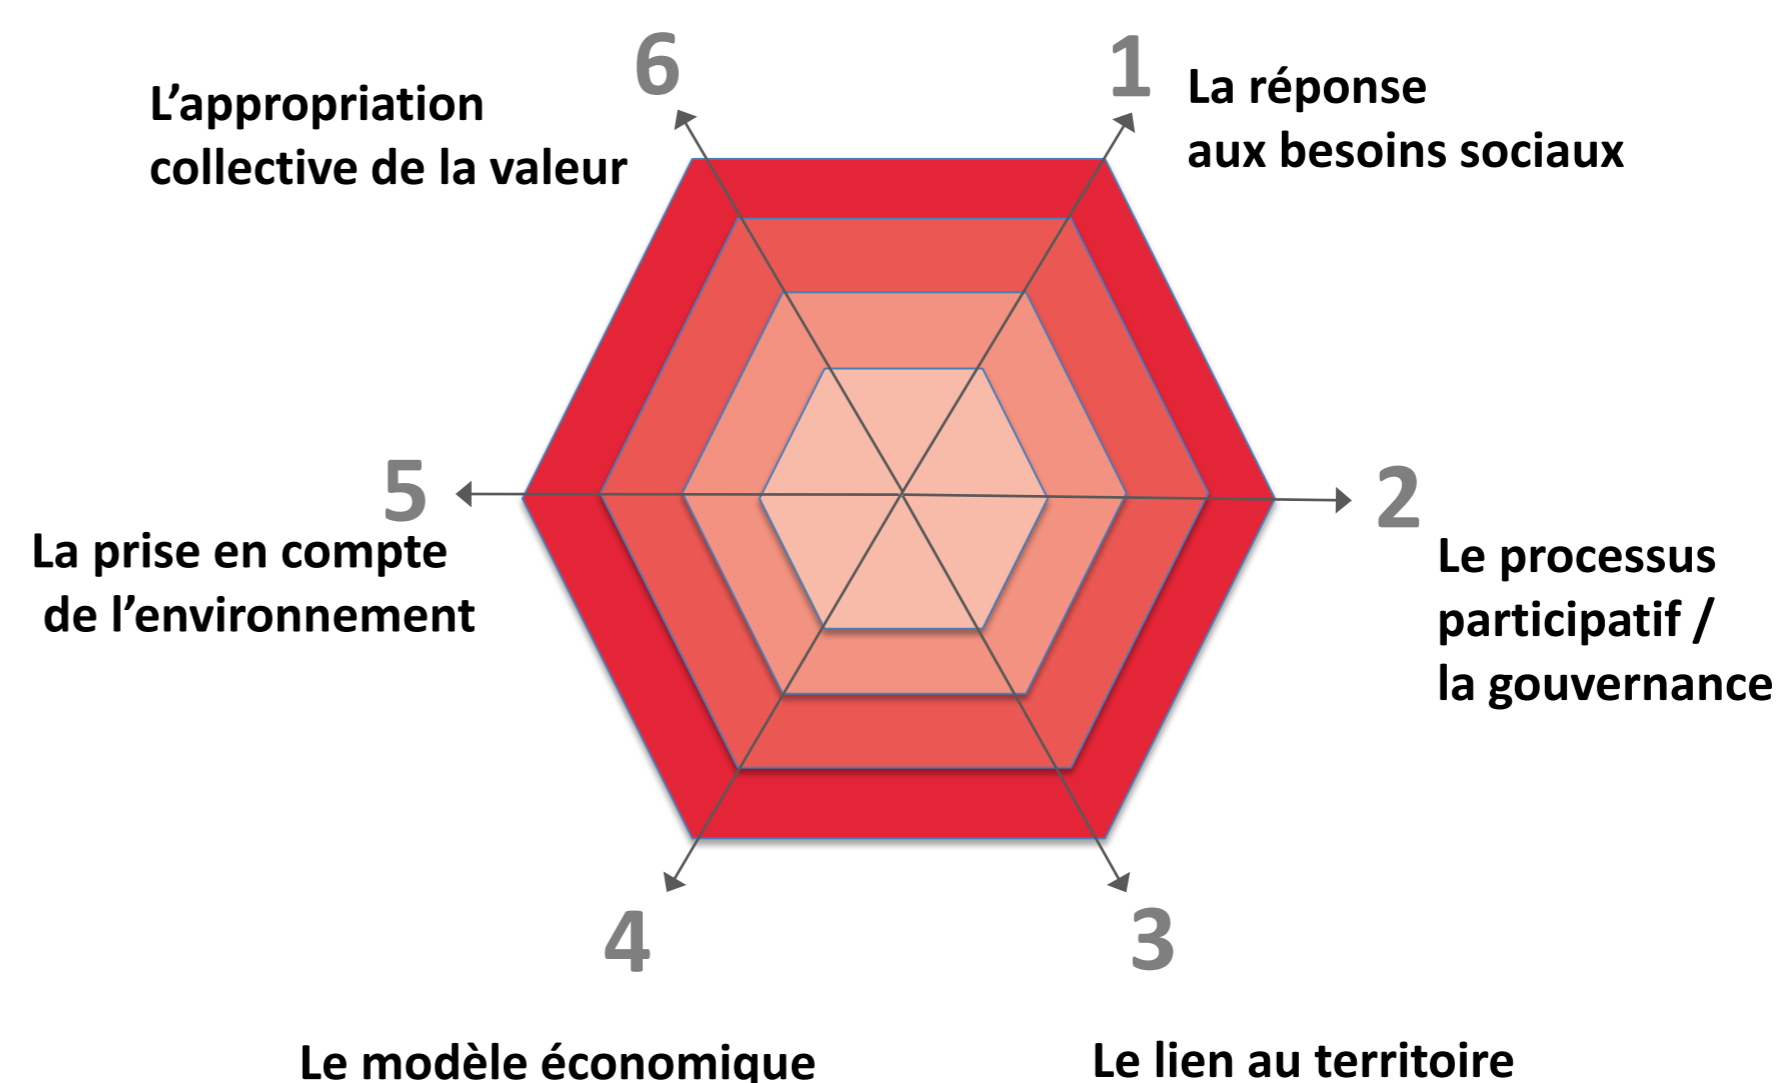 6
L’appropriation
collective de la valeur
1
La réponse
aux besoins sociaux
5
La prise en compte
de l’environnement
2
Le processus
participatif /
la gouvernance
4
Le modèle économique
3
Le lien au territoire